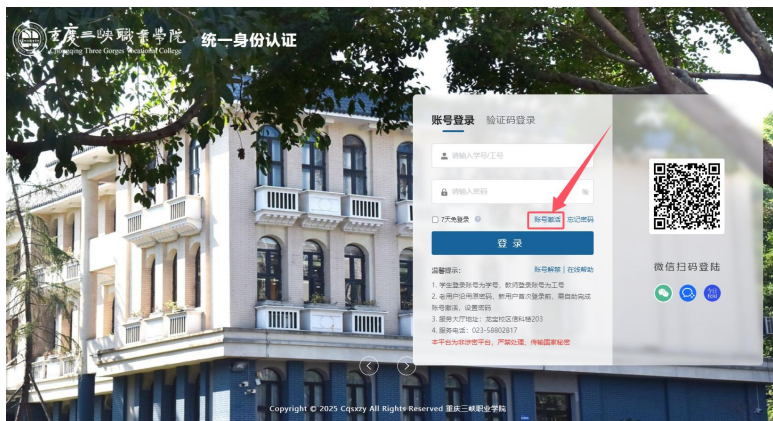 重庆三峡職業学院
Chongqing Three Gorges Vocational College
统一身份认证
账号登录 验证码登录
请输入学号/工号
请输入密码
7天免登录
账号激活 忘记密码
登 录
温馨提示: 账号解禁 | 在线帮助
1. 学生登录账号为学号，教师登录账号为工号
2. 老用户沿用原密码，新用户首次登录前，需自助完成
账号激活，设置密码
3. 服务大厅地址：龙宝校区信科楼203
4. 服务电话：023-58802817
本平台为非涉密平台，严禁处理、传输国家秘密
微信扫码登陆
Copyright © 2025 Cqsxzy All Rights Reserved 重庆三峡职业学院